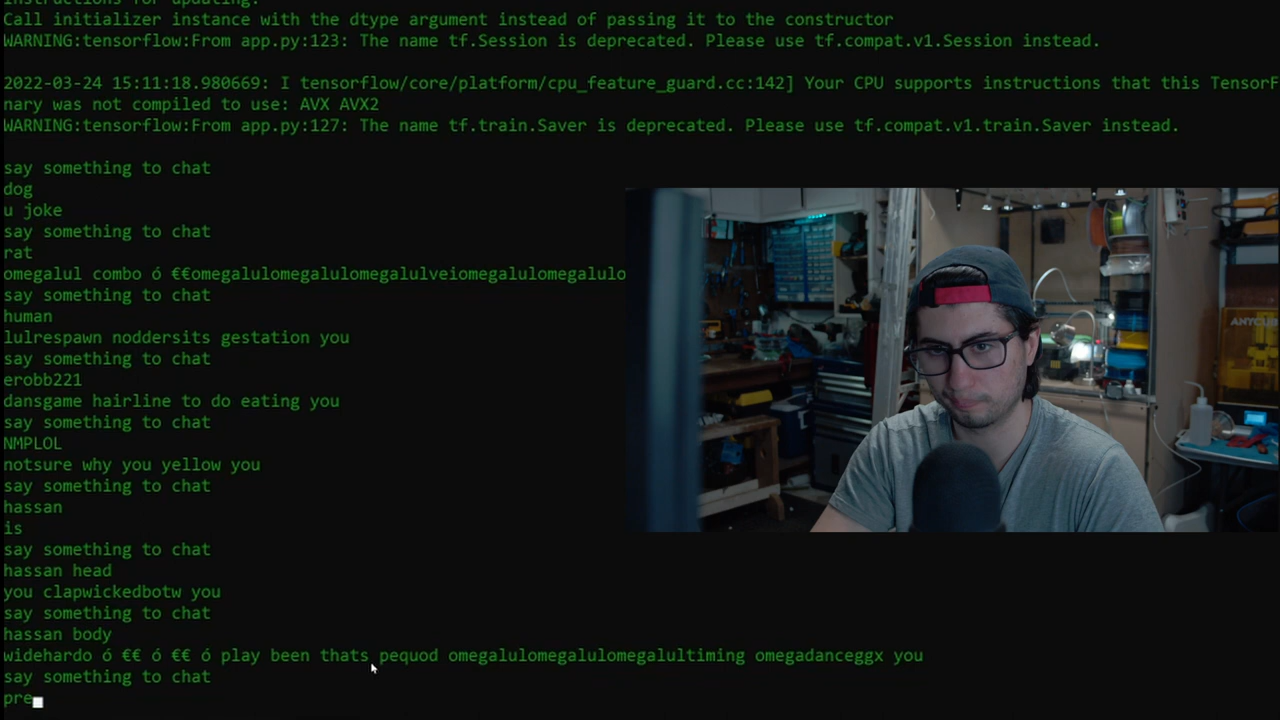 instructions for updating:
Call initializer instance with the dtype argument instead of passing it to the constructor
WARNING:tensorflow:From app.py:123: The name tf.Session is deprecated. Please use tf.compat.v1.Session instead.
2022-03-24 15:11:18.980669: I tensorflow/core/platform/cpu_feature_guard.cc:142] Your CPU supports instructions that this TensorF
nary was not compiled to use: AVX AVX2
WARNING:tensorflow:From app.py:127: The name tf.train.Saver is deprecated. Please use tf.compat.v1.train.Saver instead.
say something to chat
dog
u joke
say something to chat
rat
omegalul combo ó €€omegalulomegalulomegalulveiomegalulomegalulo
say something to chat
human
lulrespawn noddersits gestation you
say something to chat
erobb221
dansgame hairline to do eating you
say something to chat
NMPLOL
notsure why you yellow you
say something to chat
hassan
is
say something to chat
hassan head
you clapwickedbotw you
say something to chat
hassan body
widehardo ó €€ ó €€ ó play been thats pequod omegalulomegalulomegalultiming omegadanceggx you
say something to chat
pre
ANYCU